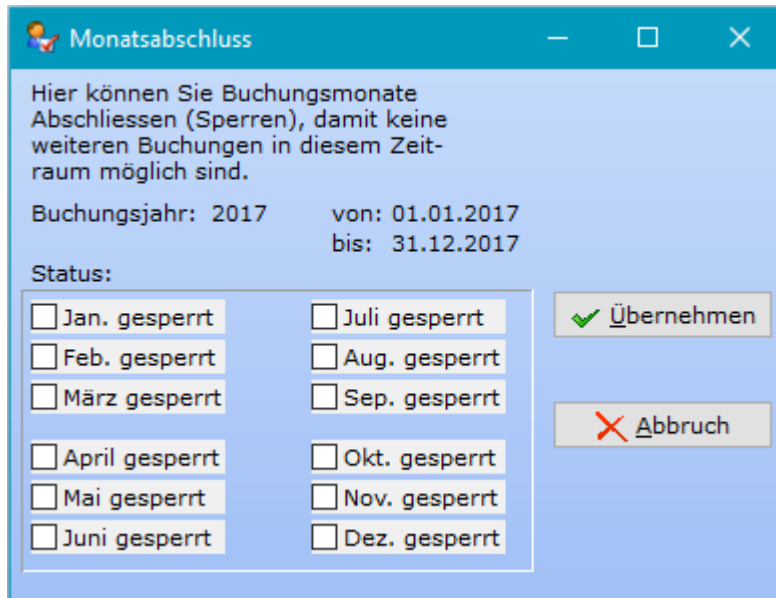 Monatsabschluss
Hier können Sie Buchungsmonate
Abschliessen (Sperren), damit keine
weiteren Buchungen in diesem Zeit-
raum möglich sind.
Buchungsjahr: 2017 von: 01.01.2017
bis: 31.12.2017
Status:
Jan. gesperrt
Feb. gesperrt
März gesperrt
April gesperrt
Mai gesperrt
Juni gesperrt
Juli gesperrt
Aug. gesperrt
Sep. gesperrt
Okt. gesperrt
Nov. gesperrt
Dez. gesperrt
Übernehmen
Abbruch